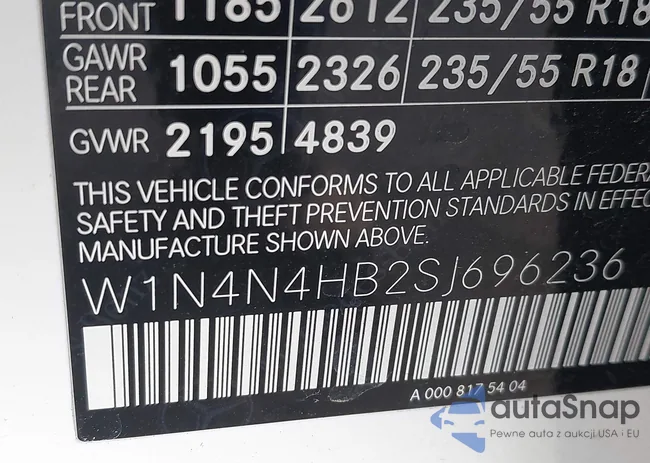 FRONT 1185 2612 235/55 R18
GAWR
REAR 1055 2326 235/55 R18
GVWR 2195 4839
THIS VEHICLE CONFORMS TO ALL APPLICABLE FEDERA
SAFETY AND THEFT PREVENTION STANDARDS IN EFFEC
MANUFACTURE SHOWN ABOVE.
W1N4N4HB2SJ696236
A 000 817 54 04
autaSnap
Pewne auta z aukcji USA i EU